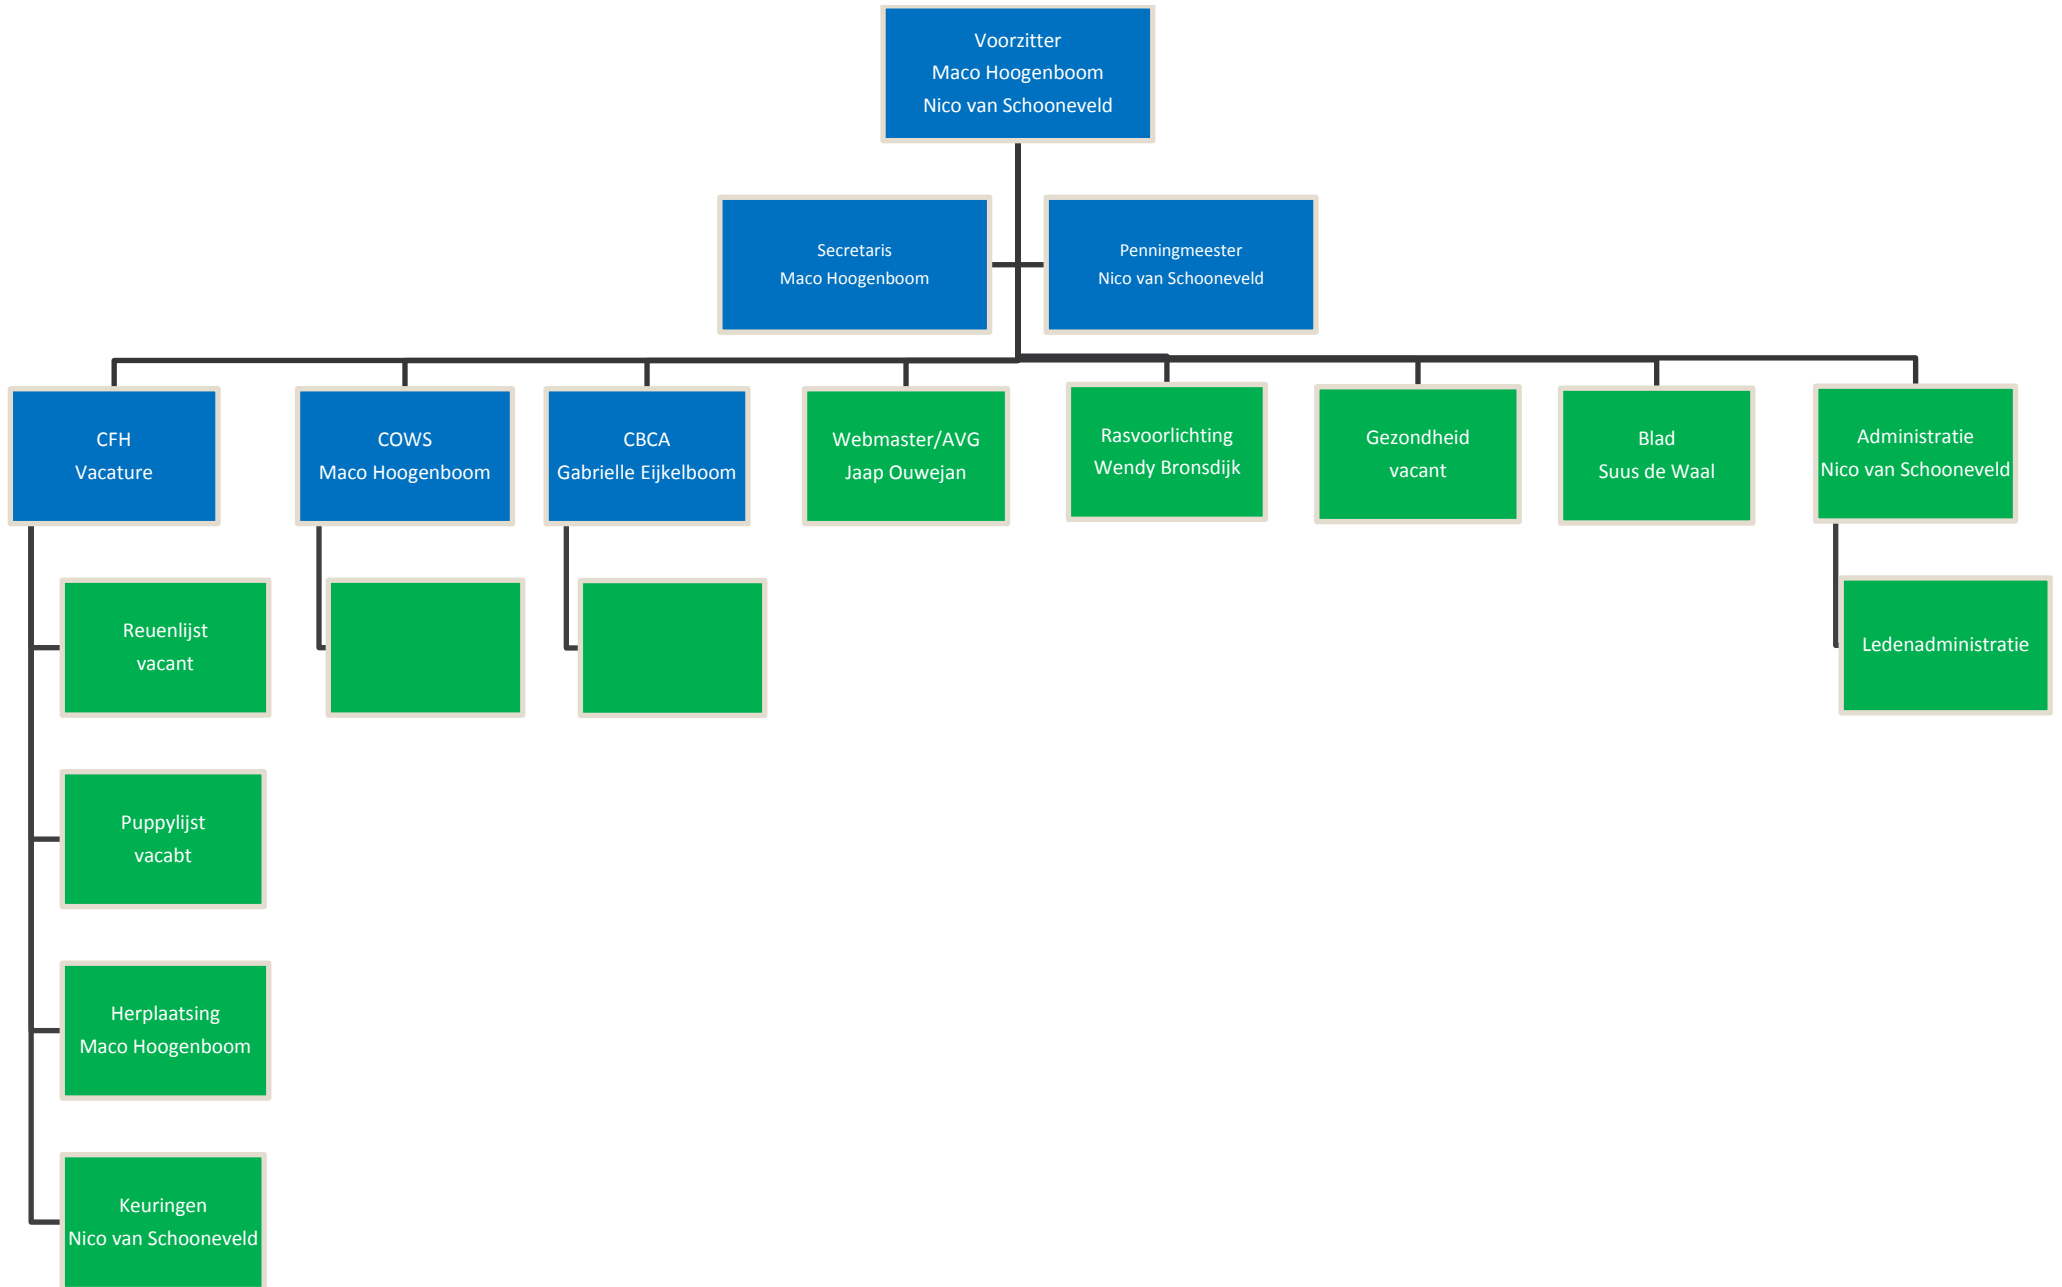 Voorzitter
Maco Hoogenboom
Nico van Schooneveld
Secretaris
Maco Hoogenboom
Penningmeester
Nico van Schooneveld
CFH
Vacature
COWS
Maco Hoogenboom
CBCA
Gabrielle Eijkelboom
Webmaster/AVG
Jaap Ouwejan
Rasvoorlichting
Wendy Bronsdijk
Gezondheid
vacant
Blad
Suus de Waal
Administratie
Nico van Schooneveld
Reuenlijst
vacant
Ledenadministratie
Puppylijst
vacabt
Herplaatsing
Maco Hoogenboom
Keuringen
Nico van Schooneveld